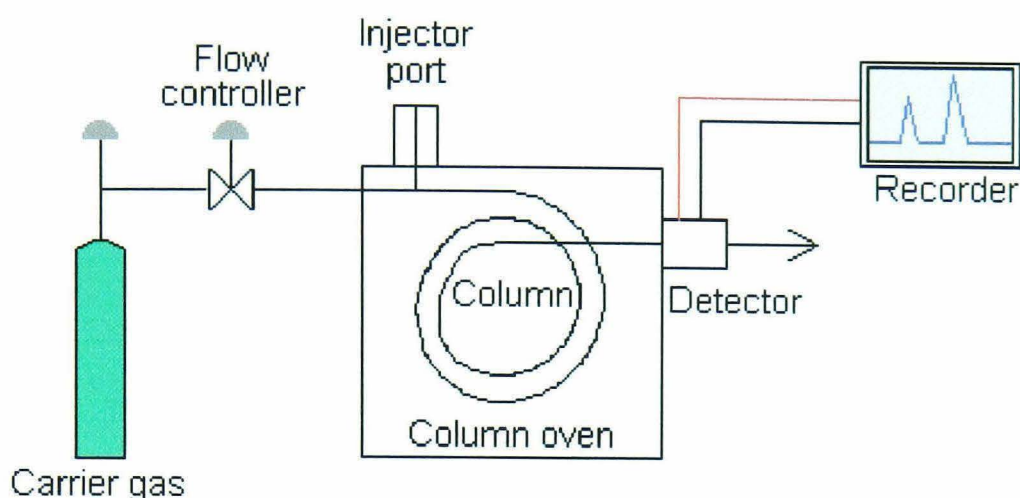 Injector
port
Flow
controller
Recorder
Column
Detector
Column oven
Carrier gas